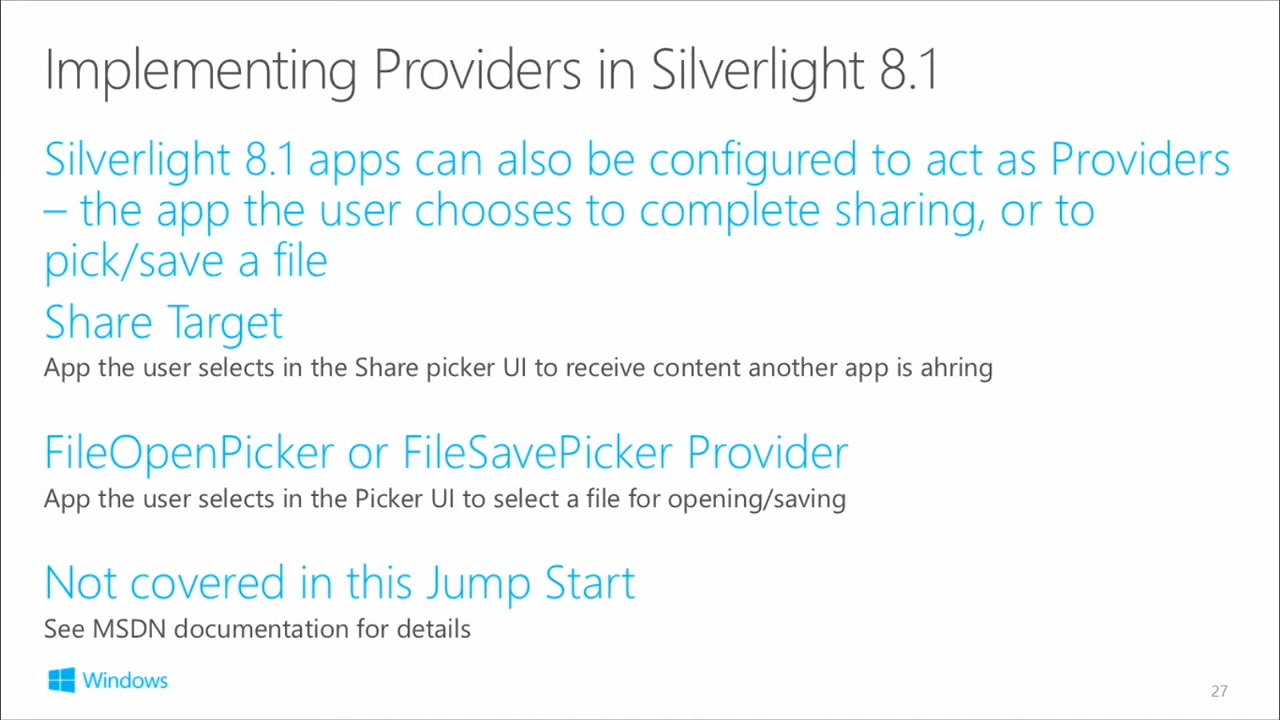 Implementing Providers in Silverlight 8.1
Silverlight 8.1 apps can also be configured to act as Providers
– the app the user chooses to complete sharing, or to
pick/save a file
Share Target
App the user selects in the Share picker UI to receive content another app is ahring
FileOpenPicker or FileSavePicker Provider
App the user selects in the Picker UI to select a file for opening/saving
Not covered in this Jump Start
See MSDN documentation for details
Windows
27